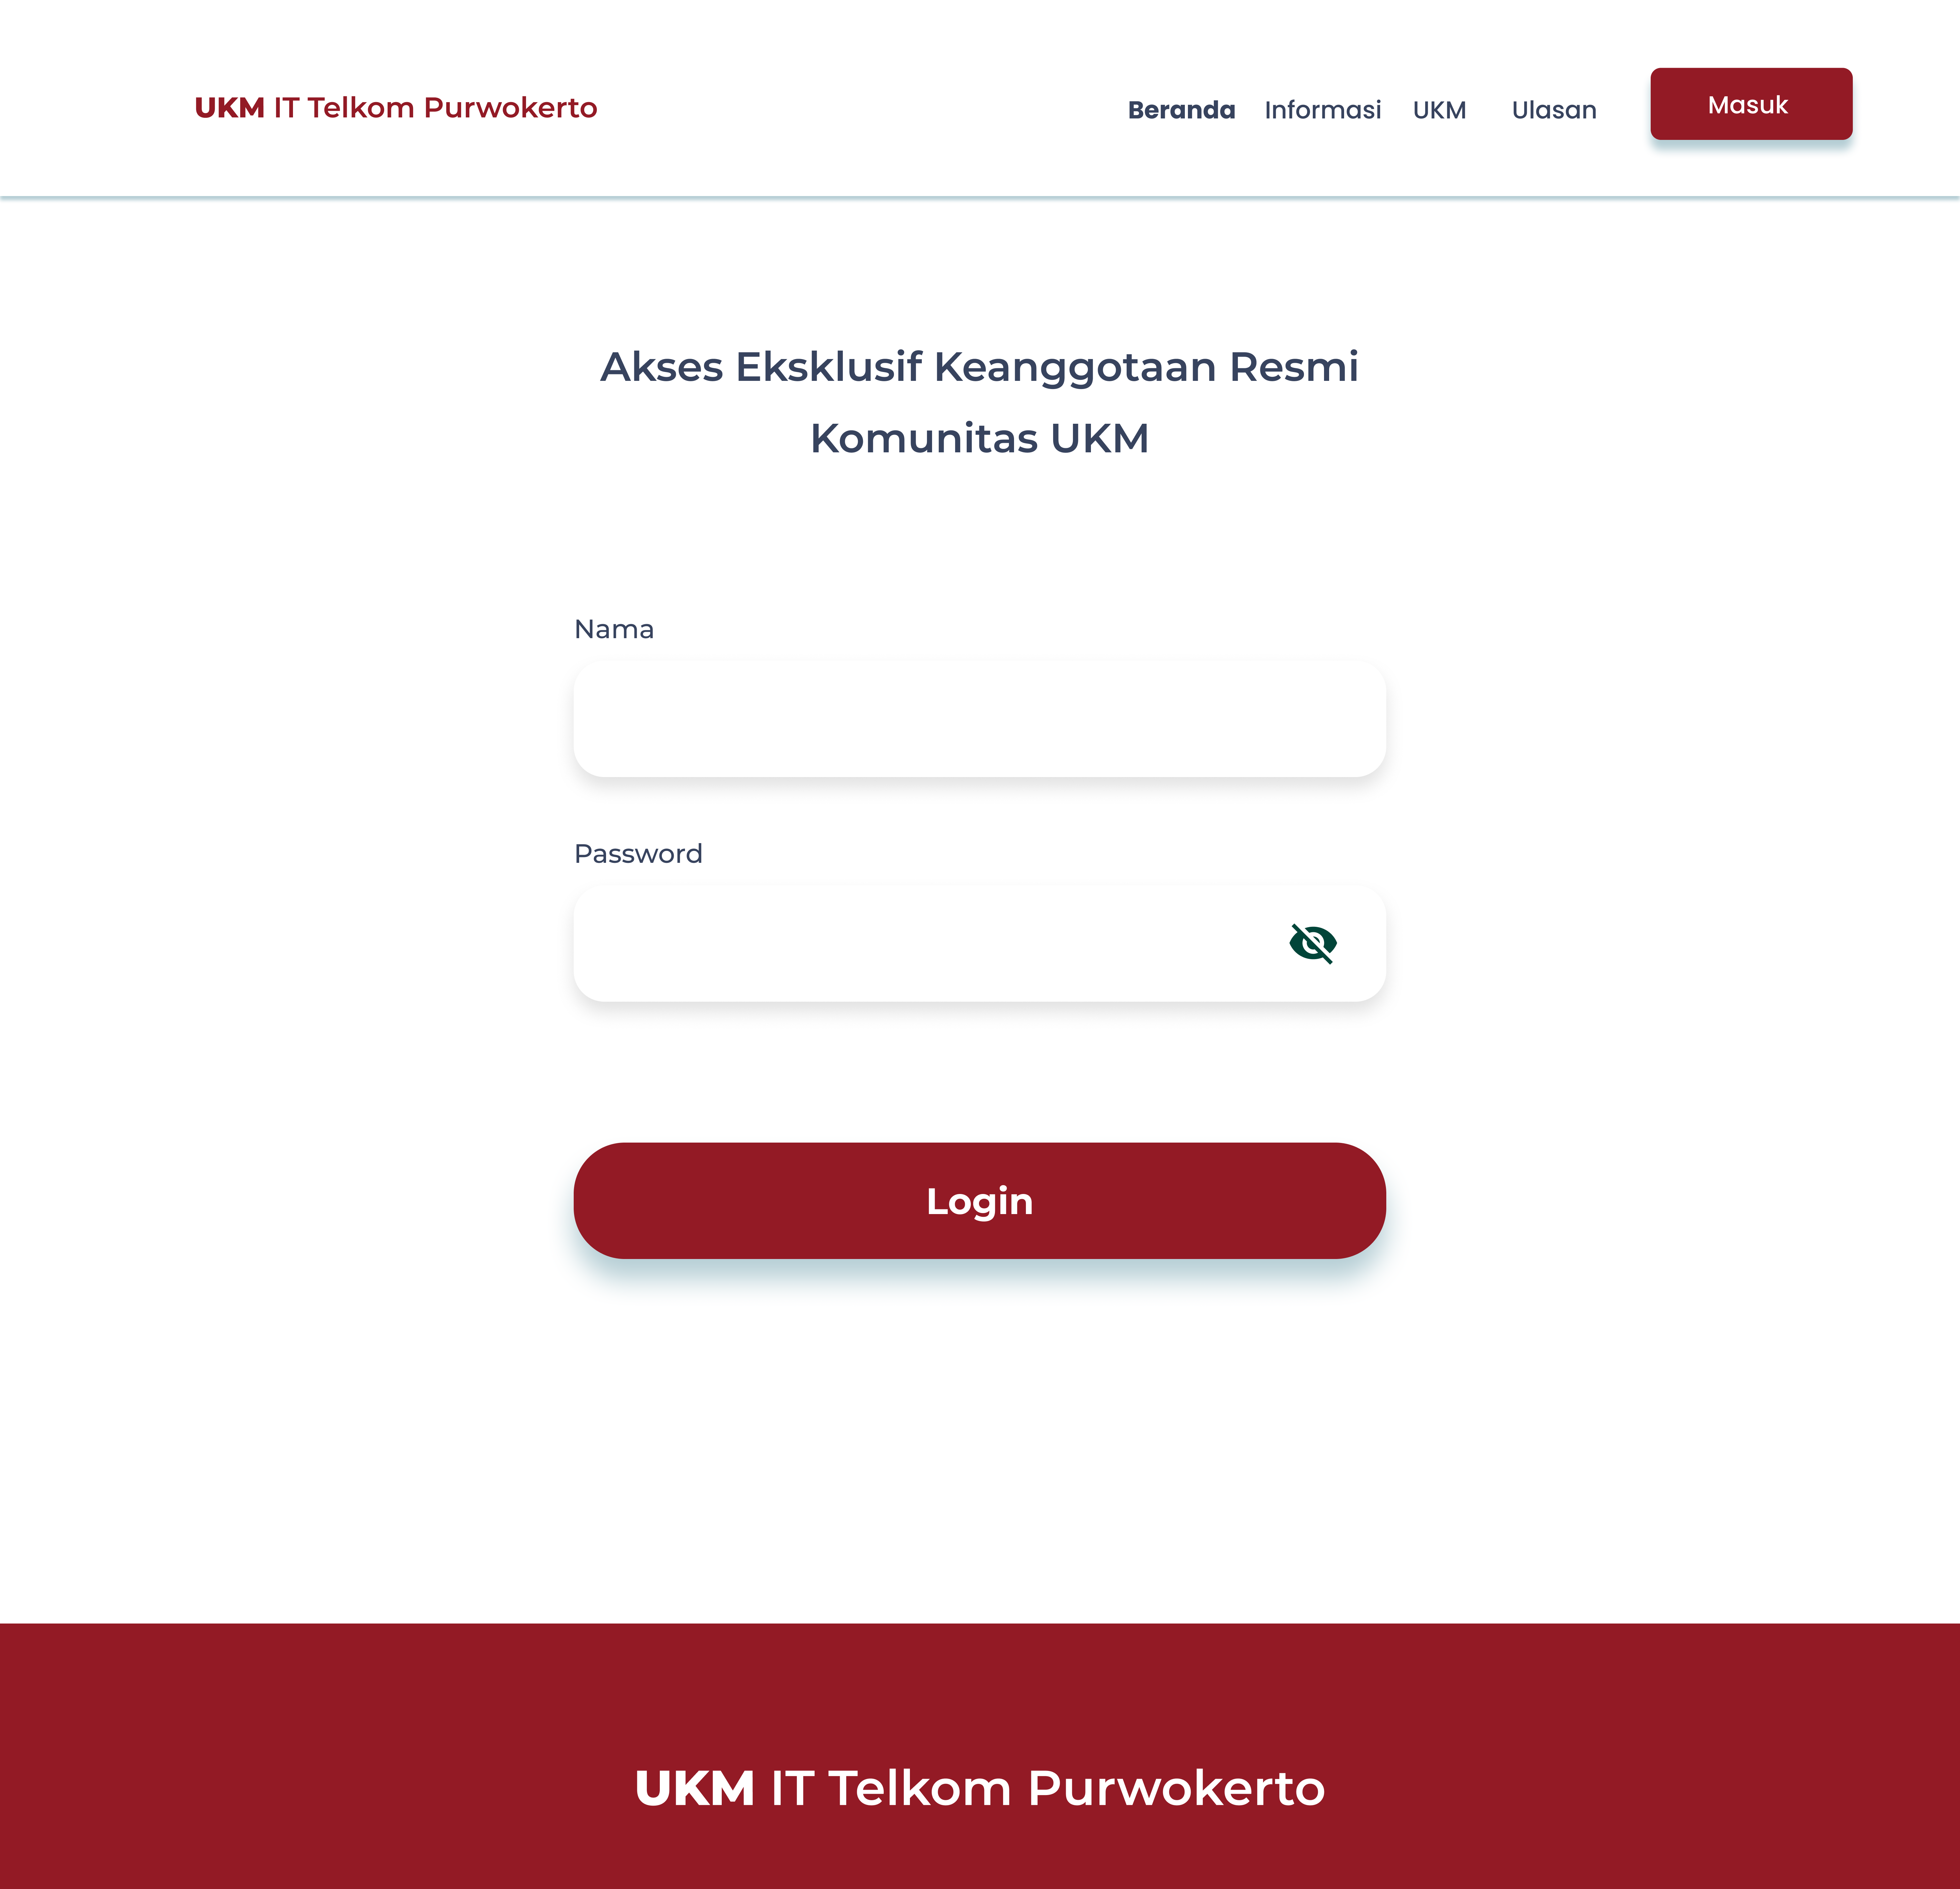 UKM IT Telkom Purwokerto
Beranda Informasi UKM Ulasan Masuk
Akses Eksklusif Keanggotaan Resmi
Komunitas UKM
Nama
Password
Login
UKM IT Telkom Purwokerto